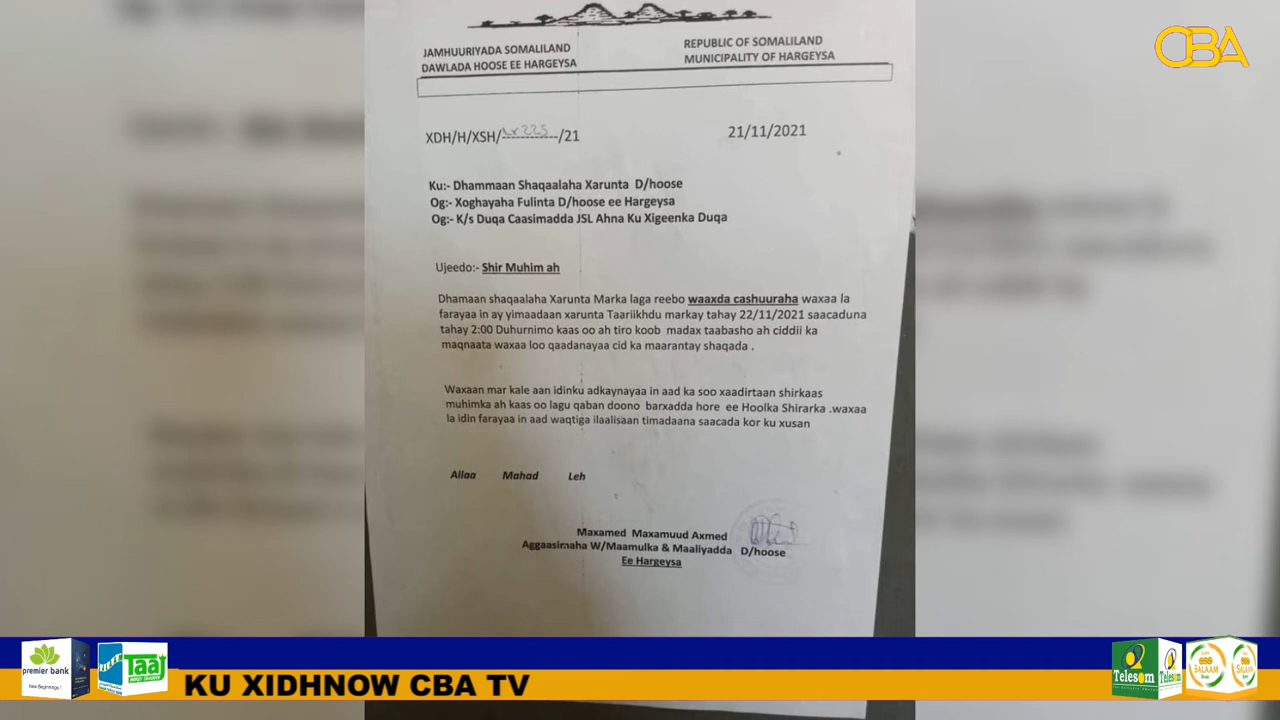 CBA
JAMHUURIYADA SOMALILAND
DAWLADA HOOSE EE HARGEYSA
REPUBLIC OF SOMALILAND
MUNICIPALITY OF HARGEYSA
XDH/H/XSH/Lr 225/21
21/11/2021
Ku:- Dhammaan Shaqaalaha Xarunta D/hoose
Og:- Xoghayaha Fulinta D/hoose ee Hargeysa
Og:- K/s Duqa Caasimadda JSL Ahna Ku Xigeenka Duqa
Ujeedo:- Shir Muhim ah
Dhamaan shaqaalaha Xarunta Marka laga reebo waaxda cashuuraha waxaa la
farayaa in ay yimaadaan xarunta Taariikhdu markay tahay 22/11/2021 saacaduna
tahay 2:00 Duhurnimo kaas oo ah tiro koob madax taabasho ah ciddii ka
maqnaata waxaa loo qaadanayaa cid ka maarantay shaqada .
Waxaan mar kale aan idinku adkaynayaa in aad ka soo xaadirtaan shirkaas
muhimka ah kaas oo lagu qaban doono barxadda hore ee Hoolka Shirarka .waxaa
la idin farayaa in aad waqtiga ilaalisaan timadaana saacada kor ku xusan
Allaa Mahad Leh
Maxamed Maxamuud Axmed
Aggaasimaha W/Maamulka & Maaliyadda D/hoose
Ee Hargeysa
premier bank
New Beginnings !
SALAAM
Taaj
KU XIDHNOW CBA TV
Telesom
Telesom
SALAAM
SALAAM